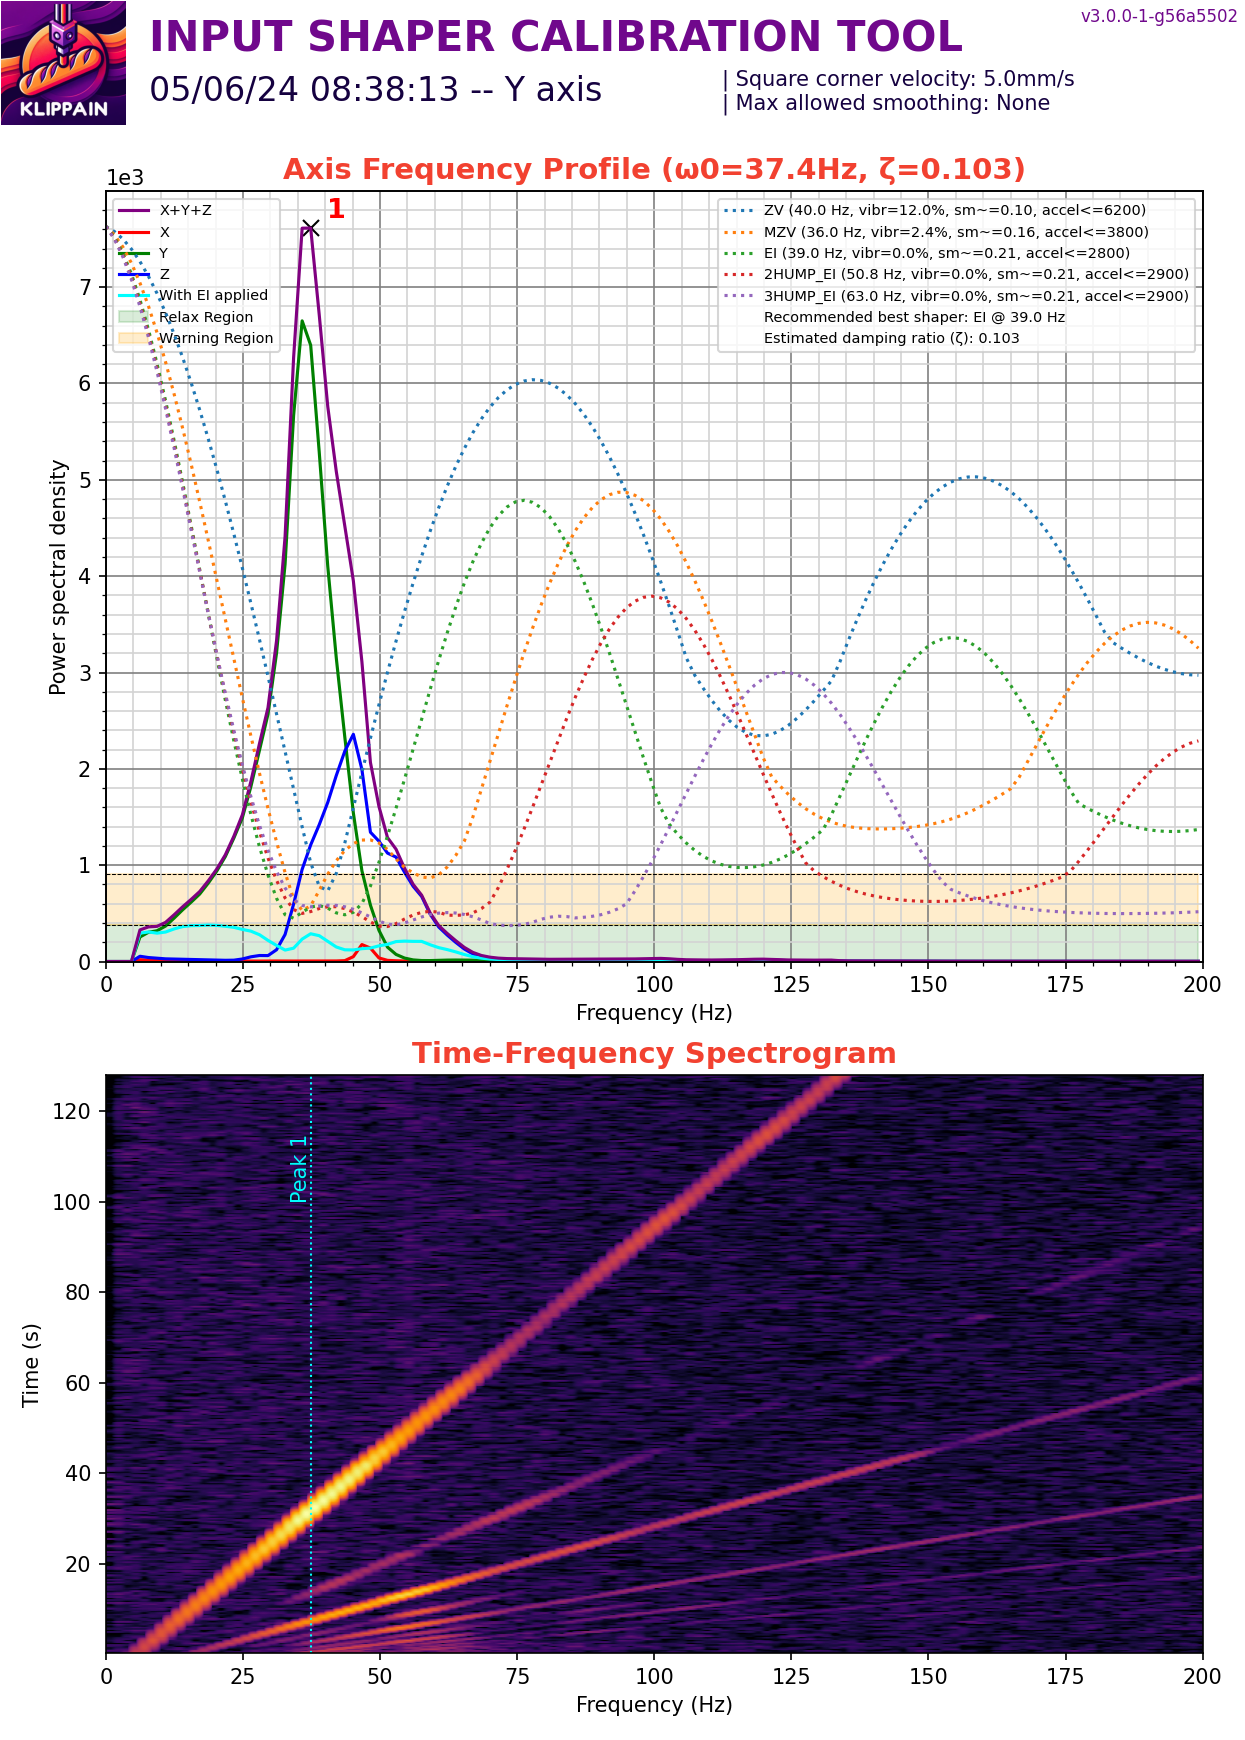 v3.0.0-1-g56a5502
INPUT SHAPER CALIBRATION TOOL
05/06/24 08:38:13 -- Y axis
| Square corner velocity: 5.0mm/s
| Max allowed smoothing: None
KLIPPAIN
Axis Frequency Profile (ω0=37.4Hz, ζ=0.103)
1e3
1
X+Y+Z
X
Y
Z
With EI applied
Relax Region
Warning Region
ZV (40.0 Hz, vibr=12.0%, sm~=0.10, accel<=6200)
MZV (36.0 Hz, vibr=2.4%, sm~=0.16, accel<=3800)
EI (39.0 Hz, vibr=0.0%, sm~=0.21, accel<=2800)
2HUMP_EI (50.8 Hz, vibr=0.0%, sm~=0.21, accel<=2900)
3HUMP_EI (63.0 Hz, vibr=0.0%, sm~=0.21, accel<=2900)
Recommended best shaper: EI @ 39.0 Hz
Estimated damping ratio (ζ): 0.103
Power spectral density
7
6
5
4
3
2
1
0
0 25 50 75 100 125 150 175 200
Frequency (Hz)
Time-Frequency Spectrogram
Time (s)
120
100
80
60
40
20
Peak 1
0 25 50 75 100 125 150 175 200
Frequency (Hz)